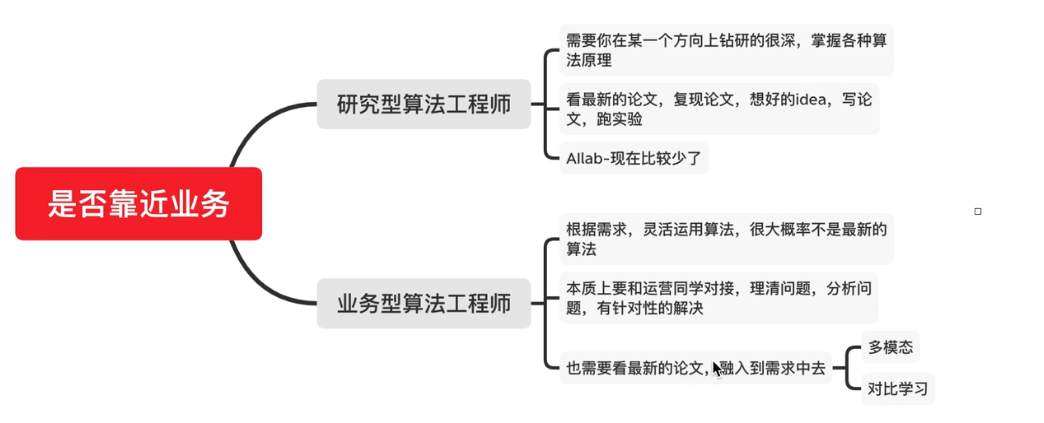 是否靠近业务
研究型算法工程师
需要你在某一个方向上钻研的很深，掌握各种算
法原理
看最新的论文，复现论文，想好的idea，写论
文，跑实验
AIlab-现在比较少了
业务型算法工程师
根据需求，灵活运用算法，很大概率不是最新的
算法
本质上要和运营同学对接，理清问题，分析问
题，有针对性的解决
也需要看最新的论文，融入到需求中去
多模态
对比学习